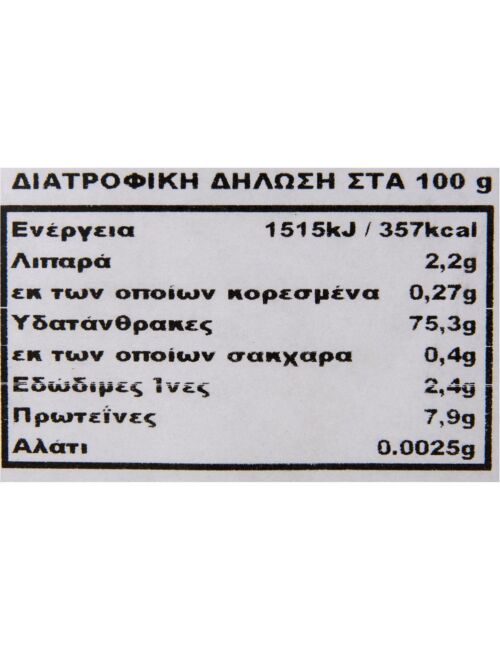 ΔΙΑΤΡΟΦΙΚΗ ΔΗΛΩΣΗ ΣΤΑ 100 g
Ενέργεια 1515kJ / 357kcal
Λιπαρά 2,2g
εκ των οποίων κορεσμένα 0,27g
Υδατάνθρακες 75,3g
εκ των οποίων σακχαρα 0,4g
Εδώδιμες Ίνες 2,4g
Πρωτεΐνες 7,9g
Αλάτι 0.0025g